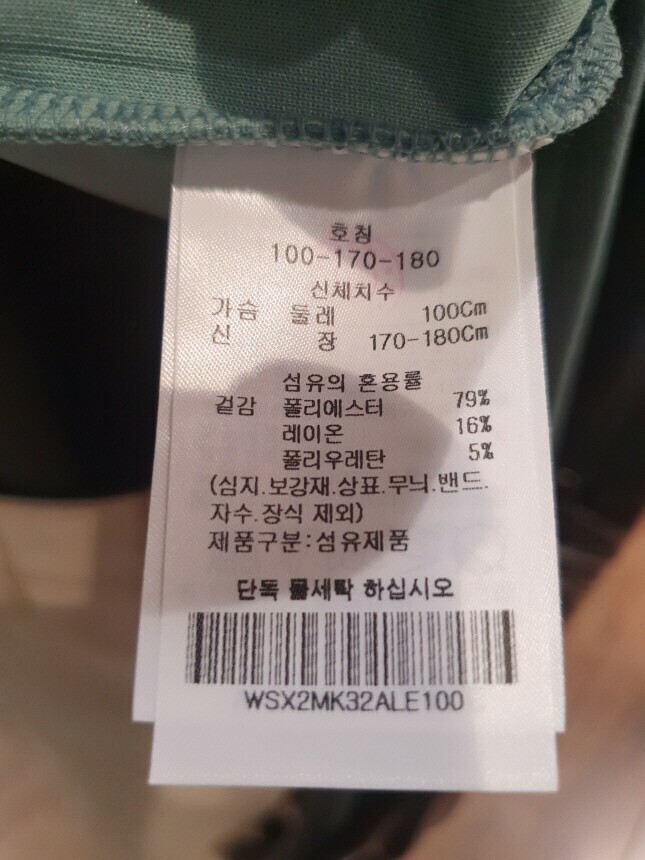 호칭
100-170-180
신체치수
가슴 둘레 100Cm
신 장 170-180Cm
섬유의 혼용률
겉감 폴리에스터 79%
레이온 16%
폴리우레탄 5%
(심지.보강재.상표.무늬.밴드.
자수.장식 제외)
제품구분:섬유제품
단독 물세탁 하십시오
WSX2MK32ALE100